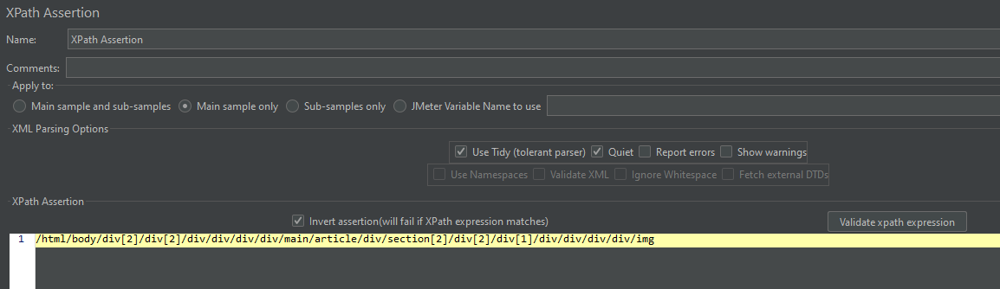 XPath Assertion
Name: XPath Assertion
Comments:
Apply to:
Main sample and sub-samples Main sample only Sub-samples only JMeter Variable Name to use
XML Parsing Options
Use Tidy (tolerant parser) Quiet Report errors Show warnings
Use Namespaces Validate XML Ignore Whitespace Fetch external DTDs
XPath Assertion
Invert assertion(will fail if XPath expression matches) Validate xpath expression
1 /html/body/div[2]/div[2]/div/div/div/div/main/article/div/section[2]/div[2]/div[1]/div/div/div/div/img